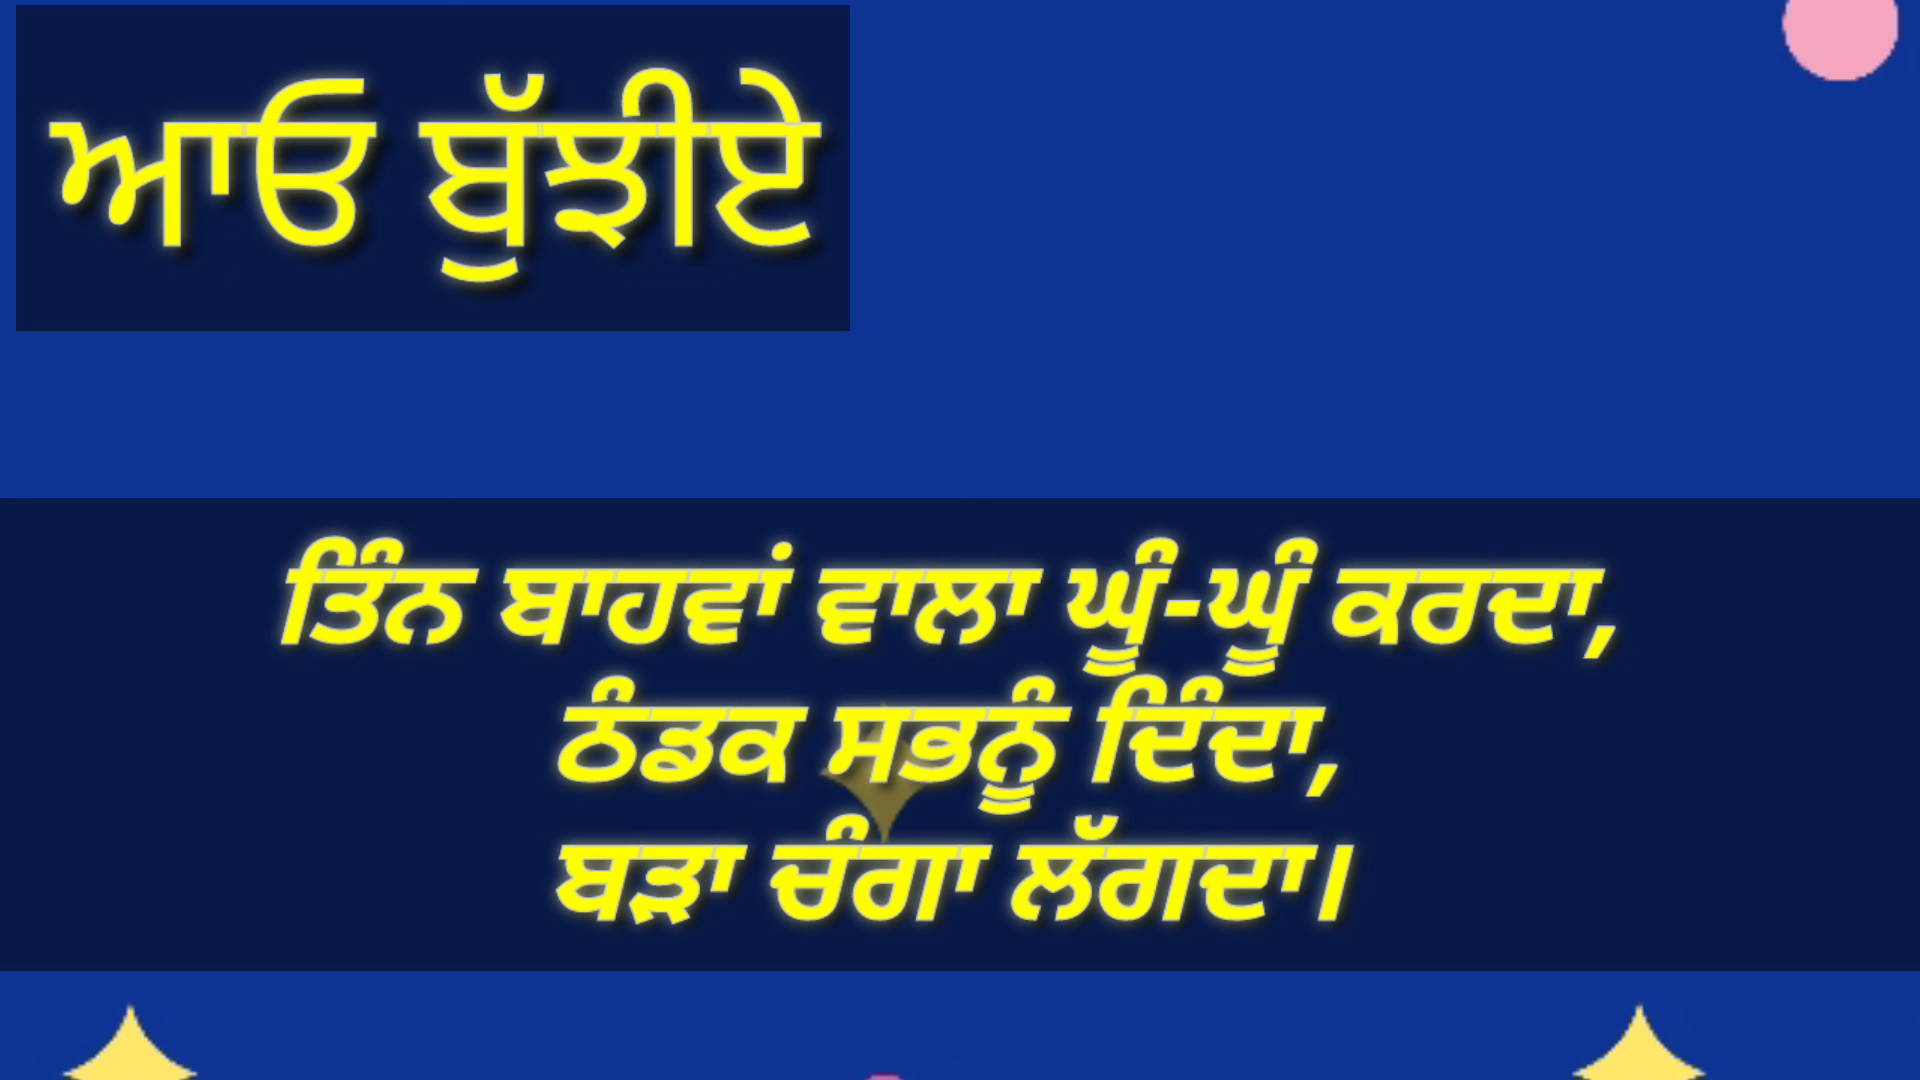 ਆਓ ਬੁੱਝੀਏ
ਤਿੰਨ ਬਾਹਵਾਂ ਵਾਲਾ ਘੂੰ-ਘੂੰ ਕਰਦਾ,
ਠੰਡਕ ਸਭਨੂੰ ਦਿੰਦਾ,
ਬੜਾ ਚੰਗਾ ਲੱਗਦਾ।